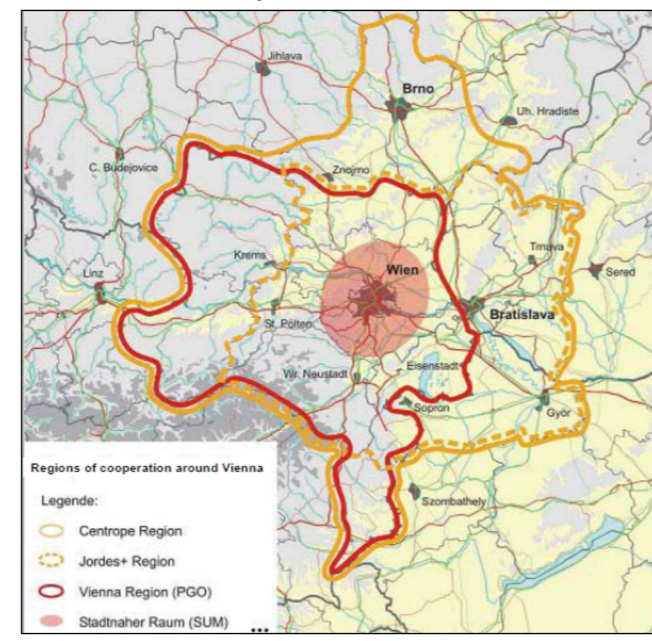 Jihlava
Brno
Uh. Hradiste
C. Budejovice
Znojmo
Krems
Wien
Trnava
Linz
Sered
St. Pölten
Bratislava
Eisenstadt
Wr. Neustadt
Sopron
Györ
Szombathely
Regions of cooperation around Vienna
Legende:
Centrope Region
Jordes+ Region
Vienna Region (PGO)
Stadtnaher Raum (SUM)
...